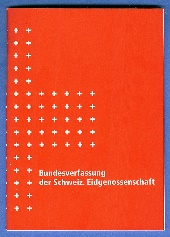 Bundesverfassung
der Schweiz. Eidgenossenschaft